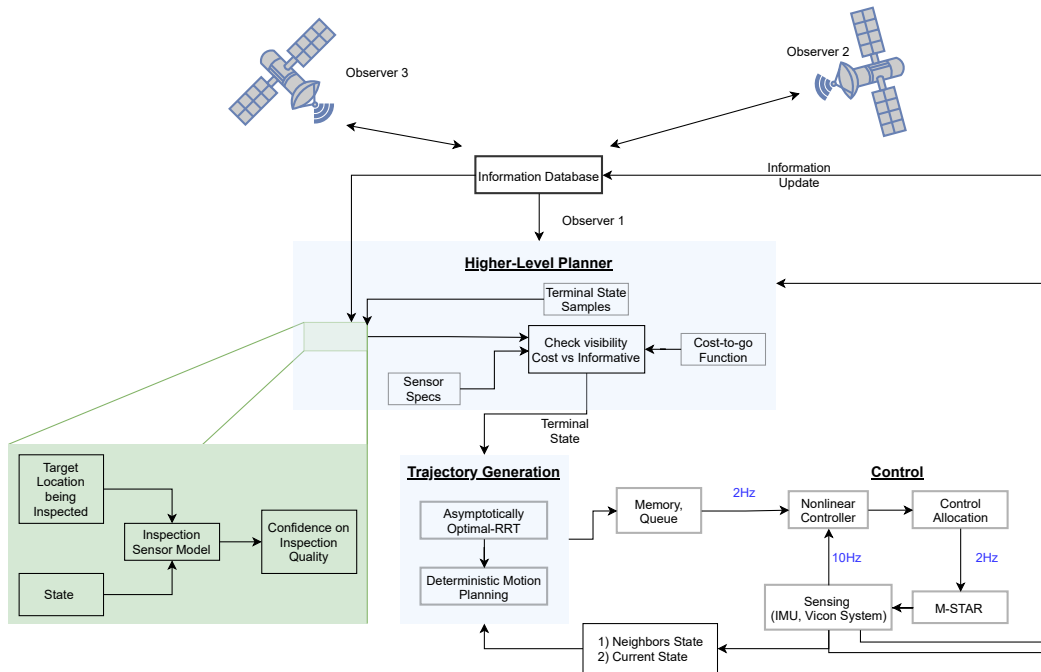 Observer 3
Observer 2
Information Database
Information
Update
Observer 1
Higher-Level Planner
Terminal State
Samples
Check visibility
Cost vs Informative
Cost-to-go
Function
Sensor
Specs
Terminal
State
Target
Location
being
Inspected
Inspection
Sensor Model
Confidence on
Inspection
Quality
State
Trajectory Generation
Asymptotically
Optimal-RRT
Deterministic Motion
Planning
Memory,
Queue
2Hz
Control
Nonlinear
Controller
Control
Allocation
10Hz
2Hz
Sensing
(IMU, Vicon System)
M-STAR
1) Neighbors State
2) Current State